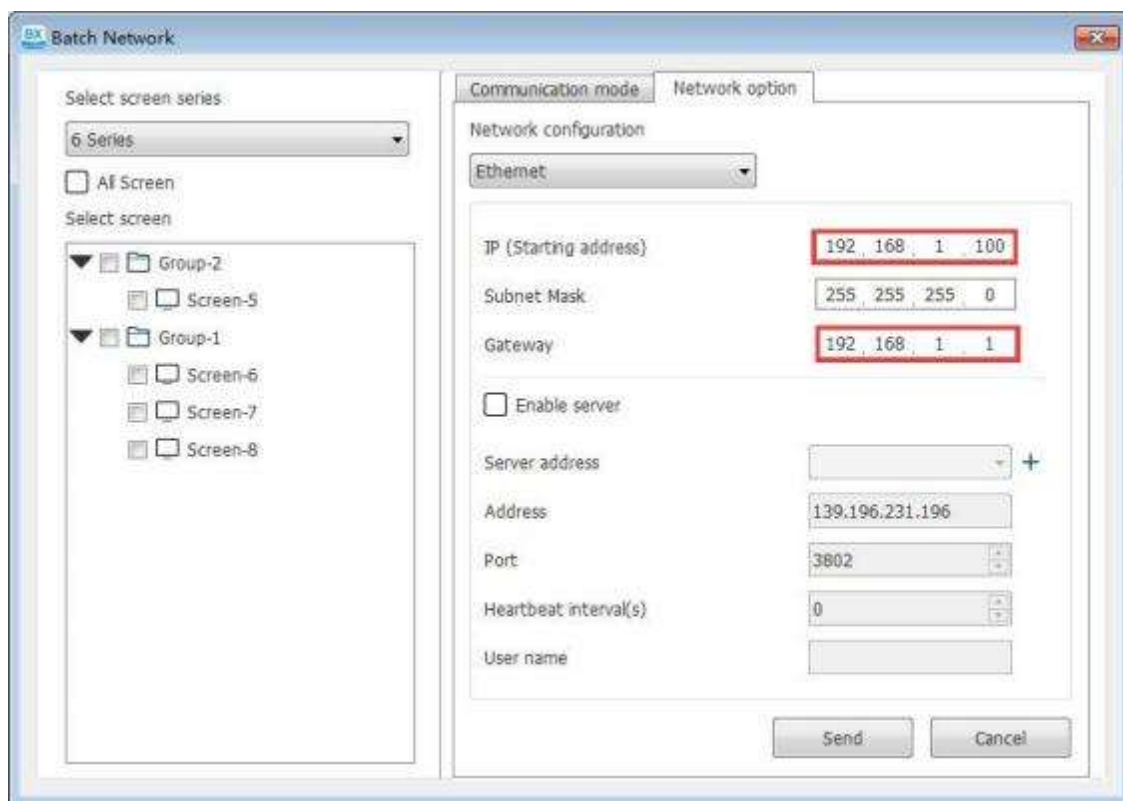 BX
Batch Network
Select screen series
6 Series
All Screen
Select screen
Group-2
Screen-5
Group-1
Screen-6
Screen-7
Screen-8
Communication mode
Network option
Network configuration
Ethernet
IP (Starting address)
192 . 168 . 1 . 100
Subnet Mask
255 . 255 . 255 . 0
Gateway
192 . 168 . 1 . 1
Enable server
Server address
+
Address
139.196.231.196
Port
3802
Heartbeat interval(s)
0
User name
Send
Cancel